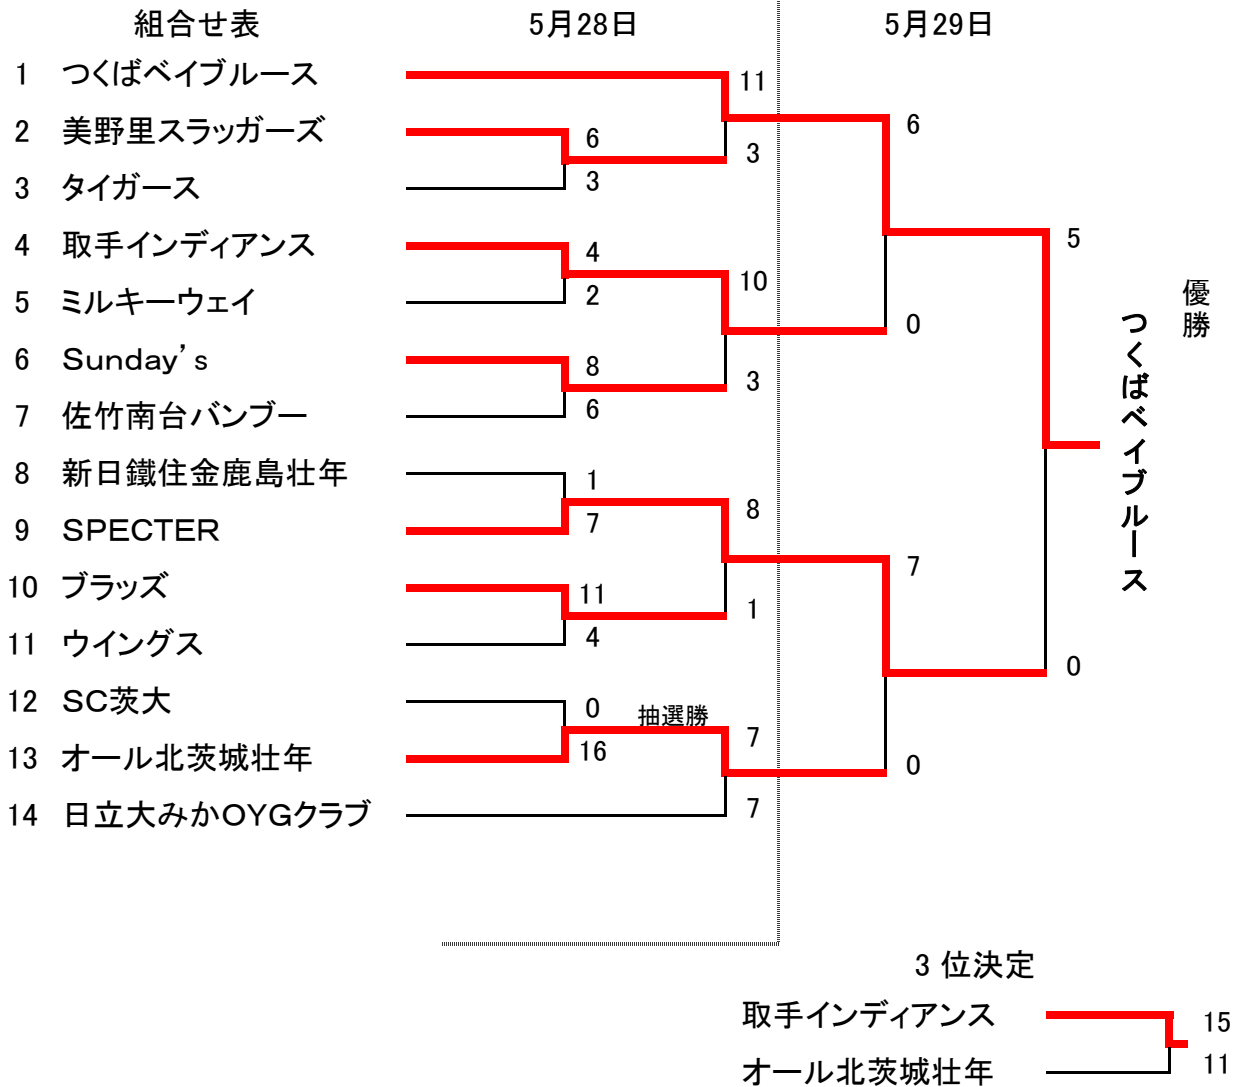 組合せ表 5月28日 5月29日
1 つくばベイブルース
11
2 美野里スラッガーズ
6
6
3
3 タイガース
3
4 取手インディアンス
4
5
10
5 ミルキーウェイ
2
0
優勝
つくばベイブルース
6 Sunday's
8
3
7 佐竹南台バンブー
6
8 新日鐵住金鹿島壮年
1
8
9 SPECTER
7
7
10 ブラッズ
11
1
11 ウイングス
4
0
12 SC茨大
0
抽選勝
7
13 オール北茨城壮年
16
0
14 日立大みかOYGクラブ
7
3位決定
取手インディアンス
15
オール北茨城壮年
11